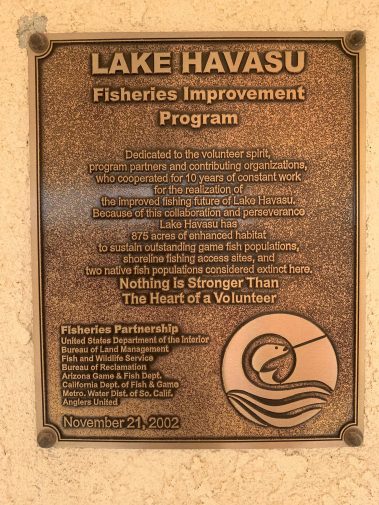 LAKE HAVASU
Fisheries Improvement
Program
Dedicated to the volunteer spirit,
program partners and contributing organizations,
who cooperated for 10 years of constant work
for the realization of
the improved fishing future of Lake Havasu.
Because of this collaboration and perseverance
Lake Havasu has
875 acres of enhanced habitat
to sustain outstanding game fish populations,
shoreline fishing access sites, and
two native fish populations considered extinct here.
Nothing is Stronger Than
The Heart of a Volunteer
Fisheries Partnership
United States Department of the Interior
Bureau of Land Management
Fish and Wildlife Service
Bureau of Reclamation
Arizona Game & Fish Dept.
California Dept. of Fish & Game
Metro. Water Dist. of So. Calif.
Anglers United
November 21, 2002